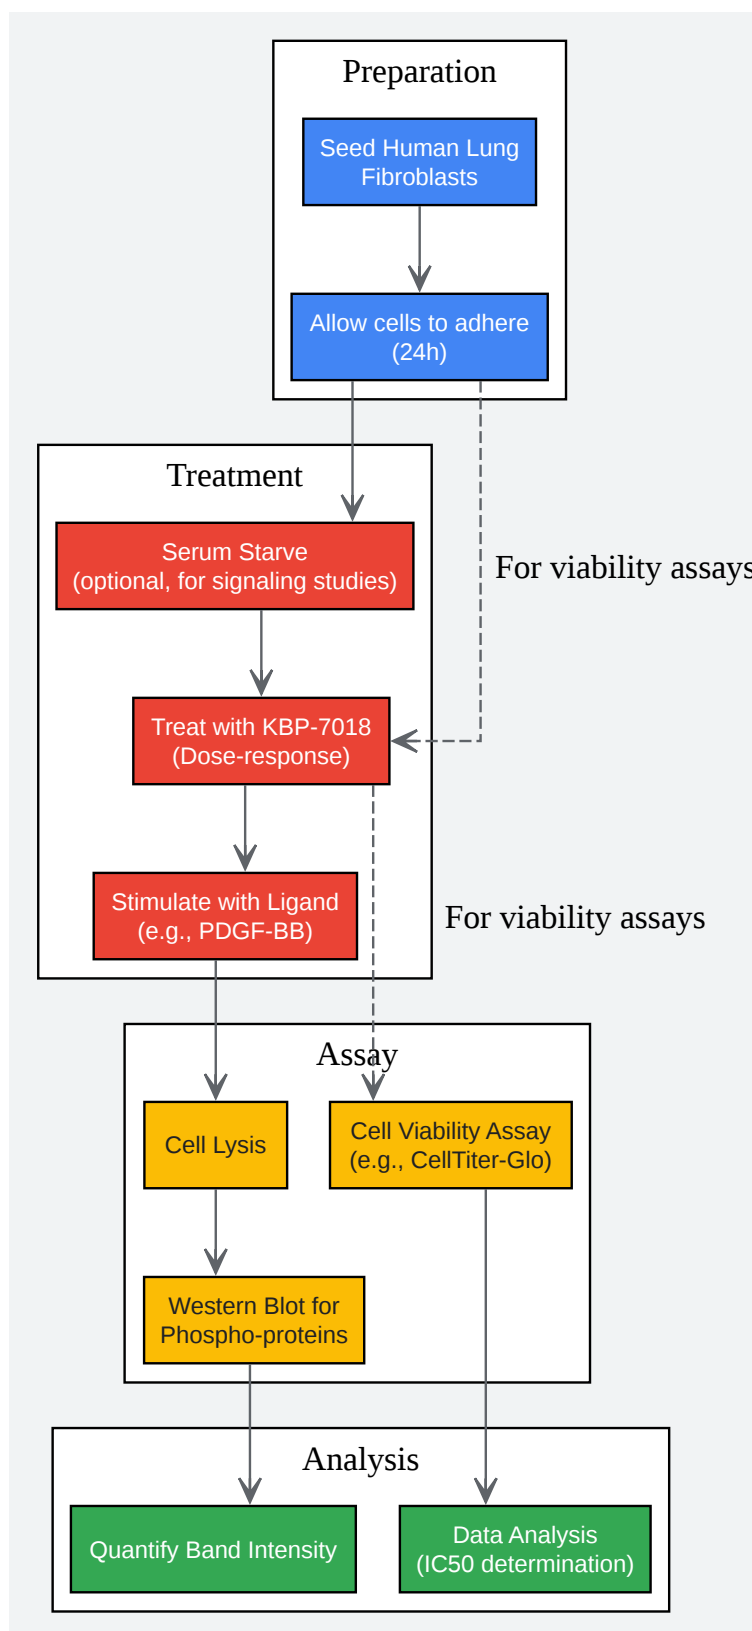 Preparation
Seed Human Lung
Fibroblasts
Allow cells to adhere
(24h)
Treatment
Serum Starve
(optional, for signaling studies)
For viability assays
Treat with KBP-7018
(Dose-response)
Stimulate with Ligand
(e.g., PDGF-BB)
For viability assays
Assay
Cell Lysis
Cell Viability Assay
(e.g., CellTiter-Glo)
Western Blot for
Phospho-proteins
Analysis
Quantify Band Intensity
Data Analysis
(IC50 determination)